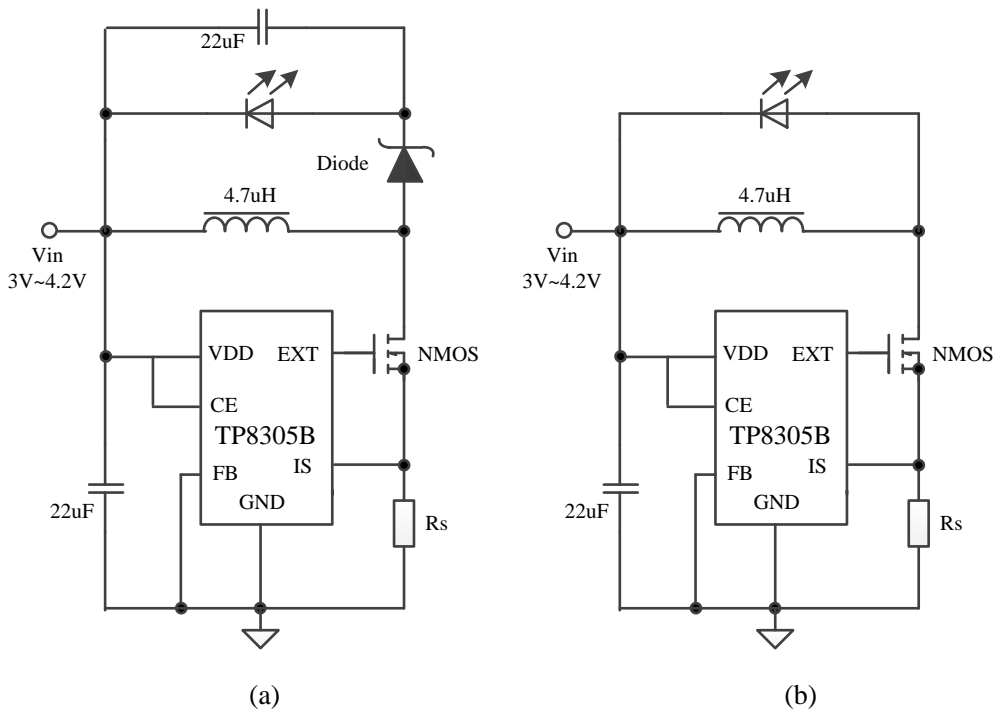 22uF
Diode
4.7uH
Vin
3V~4.2V
VDD
EXT
NMOS
CE
TP8305B
FB
IS
GND
22uF
Rs
(a)
4.7uH
Vin
3V~4.2V
VDD
EXT
NMOS
CE
TP8305B
FB
IS
GND
22uF
Rs
(b)